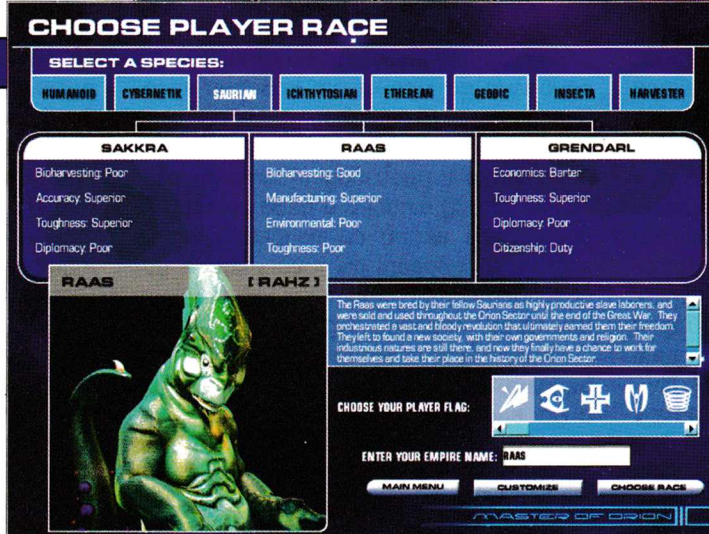 CHOOSE PLAYER RACE
SELECT A SPECIES:
HUMANOID CYBERNETIK SAURIAN ICHTHYTOSIAN ETHEREAN GEODIC INSECTA HARVESTER
SAKKRA
Bioharvesting: Poor
Accuracy: Superior
Toughness: Superior
Diplomacy: Poor
RAAS
Bioharvesting: Good
Manufacturing: Superior
Environmental: Poor
Toughness: Poor
GRENDARL
Economics: Barter
Toughness: Superior
Diplomacy: Poor
Citizenship: Duty
RAAS [ RAHZ ]
The Raas were bred by their fellow Saurians as highly productive slave laborers, and
were sold and used throughout the Orion Sector until the end of the Great War. They
orchestrated a vast and bloody revolution that ultimately earned them their freedom.
They left to found a new society, with their own governments and religion. Their
industrious natures are still there, and now they finally have a chance to work for
themselves and take their place in the history of the Orion Sector.
CHOOSE YOUR PLAYER FLAG:
ENTER YOUR EMPIRE NAME: RAAS
MAIN MENU CUSTOMIZE CHOOSE RACE
MASTER OF ORION